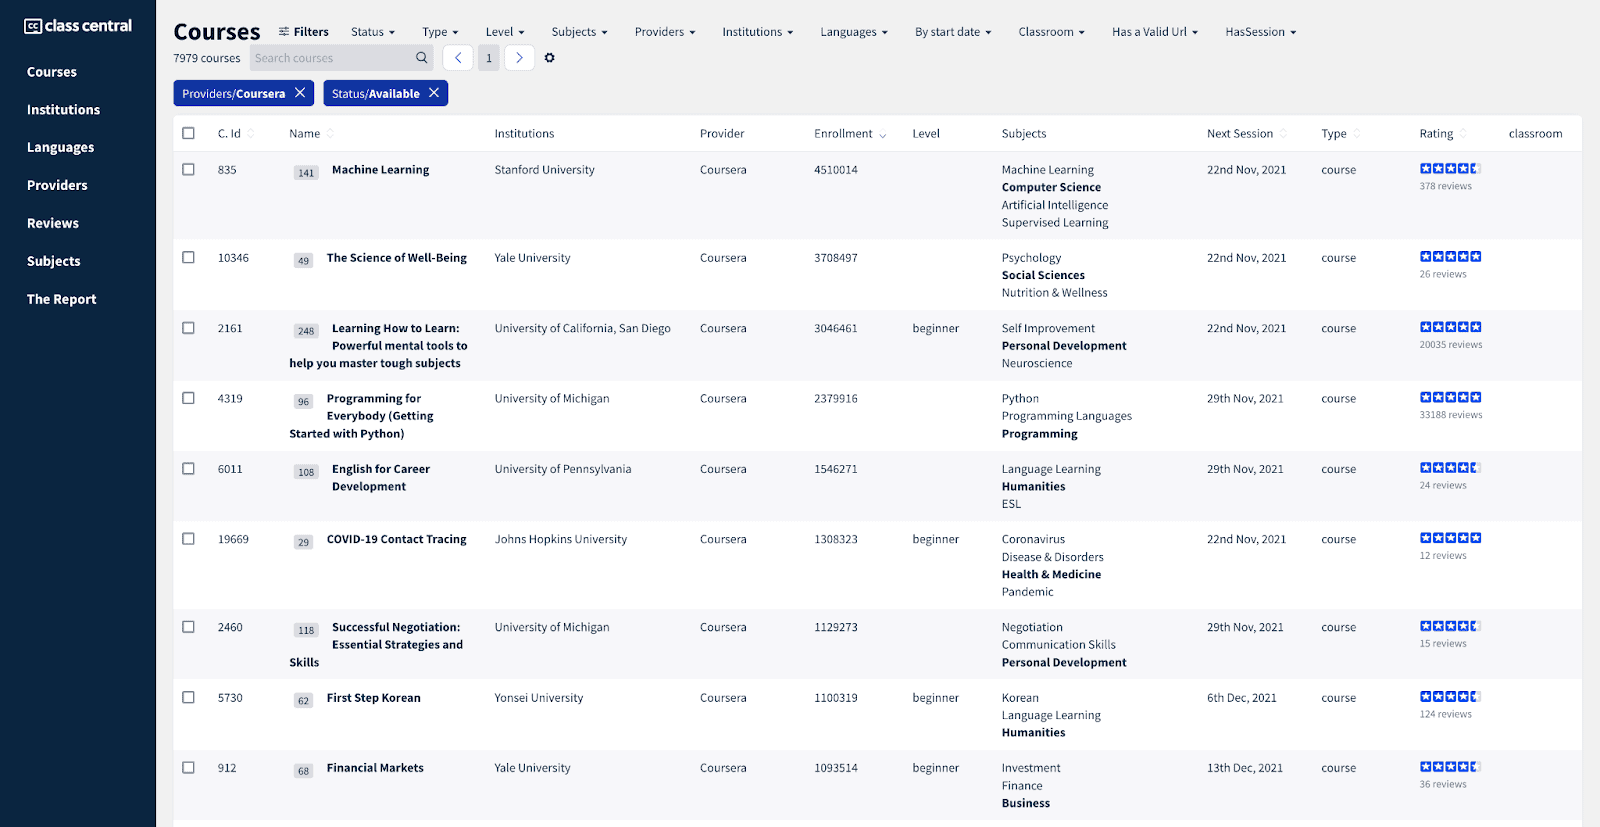 cc class central
Courses
Institutions
Languages
Providers
Reviews
Subjects
The Report
Courses Filters Status Type Level Subjects Providers Institutions Languages By start date Classroom Has a Valid Url HasSession
7979 courses Search courses 1
Providers/Coursera Status/Available
C. Id Name Institutions Provider Enrollment Level Subjects Next Session Type Rating classroom
835 141 Machine Learning Stanford University Coursera 4510014 Machine Learning 22nd Nov, 2021 course
Computer Science 378 reviews
Artificial Intelligence
Supervised Learning
10346 49 The Science of Well-Being Yale University Coursera 3708497 Psychology 22nd Nov, 2021 course
Social Sciences 26 reviews
Nutrition & Wellness
2161 248 Learning How to Learn: University of California, San Diego Coursera 3046461 beginner Self Improvement 22nd Nov, 2021 course
Powerful mental tools to Personal Development 20035 reviews
help you master tough subjects Neuroscience
4319 96 Programming for University of Michigan Coursera 2379916 Python 29th Nov, 2021 course
Everybody (Getting Programming Languages 33188 reviews
Started with Python) Programming
6011 108 English for Career University of Pennsylvania Coursera 1546271 Language Learning 29th Nov, 2021 course
Development Humanities 24 reviews
ESL
19669 29 COVID-19 Contact Tracing Johns Hopkins University Coursera 1308323 beginner Coronavirus 22nd Nov, 2021 course
Disease & Disorders 12 reviews
Health & Medicine
Pandemic
2460 118 Successful Negotiation: University of Michigan Coursera 1129273 Negotiation 29th Nov, 2021 course
Essential Strategies and Communication Skills 15 reviews
Skills Personal Development
5730 62 First Step Korean Yonsei University Coursera 1100319 beginner Korean 6th Dec, 2021 course
Language Learning 124 reviews
Humanities
912 68 Financial Markets Yale University Coursera 1093514 beginner Investment 13th Dec, 2021 course
Finance 36 reviews
Business